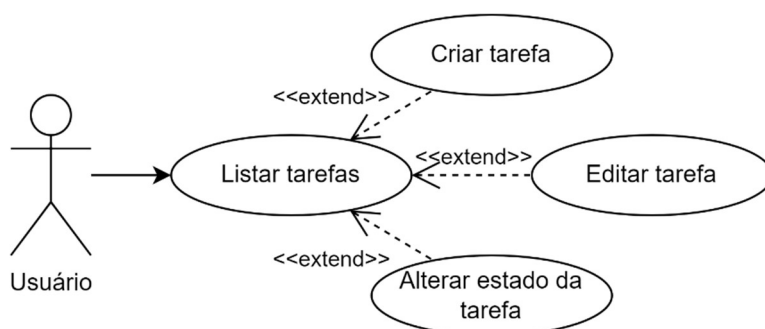 Criar tarefa
<<extend>>
Listar tarefas
<<extend>>
Editar tarefa
<<extend>>
Alterar estado da
tarefa
Usuário